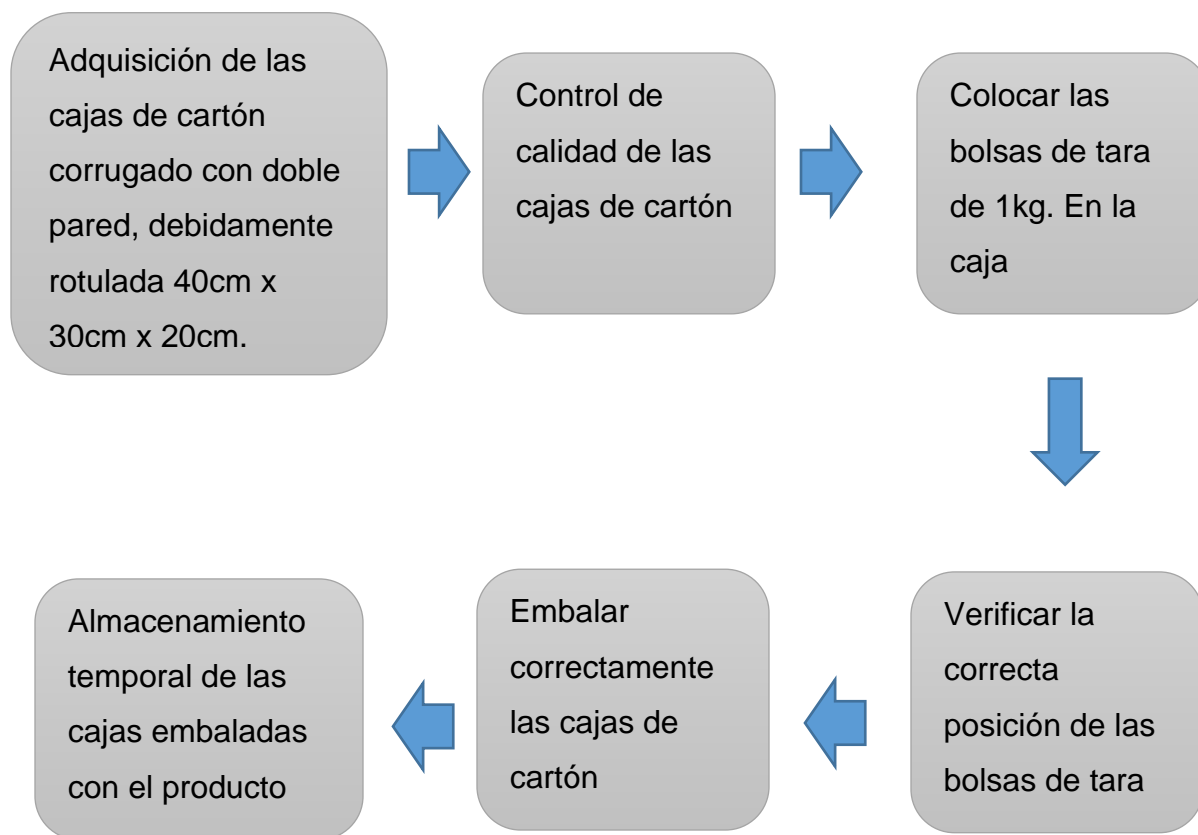 Adquisición de las
cajas de cartón
corrugado con doble
pared, debidamente
rotulada 40cm x
30cm x 20cm.
Control de
calidad de las
cajas de cartón
Colocar las
bolsas de tara
de 1kg. En la
caja
Verificar la
correcta
posición de las
bolsas de tara
Embalar
correctamente
las cajas de
cartón
Almacenamiento
temporal de las
cajas embaladas
con el producto